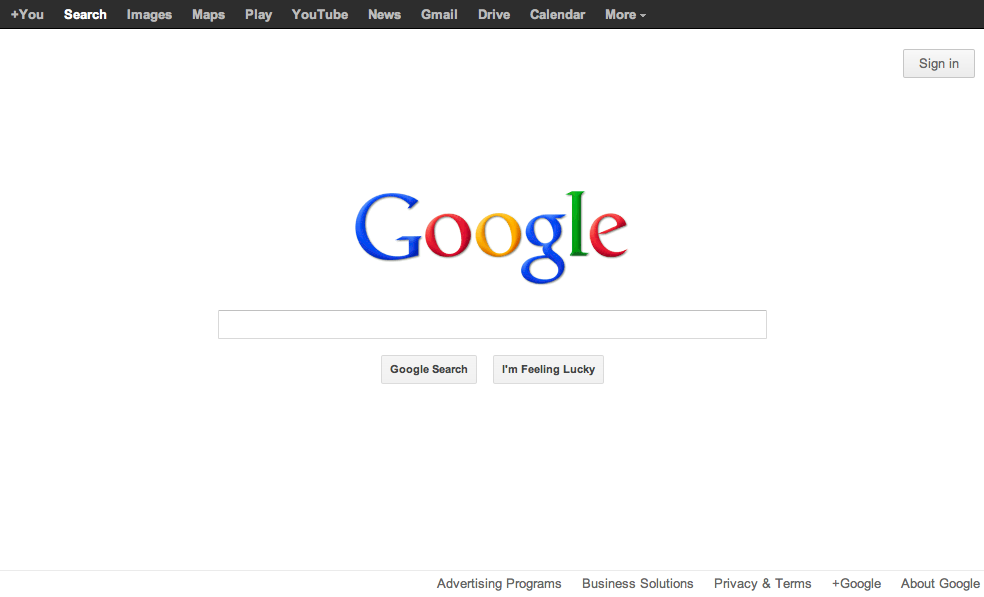 +You Search Images Maps Play YouTube News Gmail Drive Calendar More
Sign in
Google
Google Search I'm Feeling Lucky
Advertising Programs Business Solutions Privacy & Terms +Google About Google